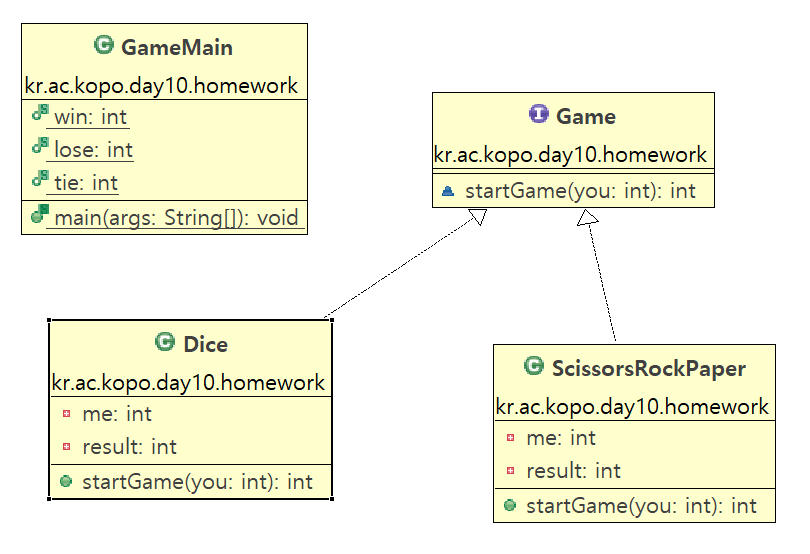 GameMain
kr.ac.kopo.day10.homework
win: int
lose: int
tie: int
main(args: String[]): void
Game
kr.ac.kopo.day10.homework
startGame(you: int): int
Dice
kr.ac.kopo.day10.homework
me: int
result: int
startGame(you: int): int
ScissorsRockPaper
kr.ac.kopo.day10.homework
me: int
result: int
startGame(you: int): int